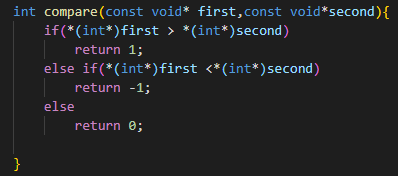 int compare(const void* first,const void*second){
    if(*(int*)first > *(int*)second)
        return 1;
    else if(*(int*)first <*(int*)second)
        return -1;
    else
        return 0;

}